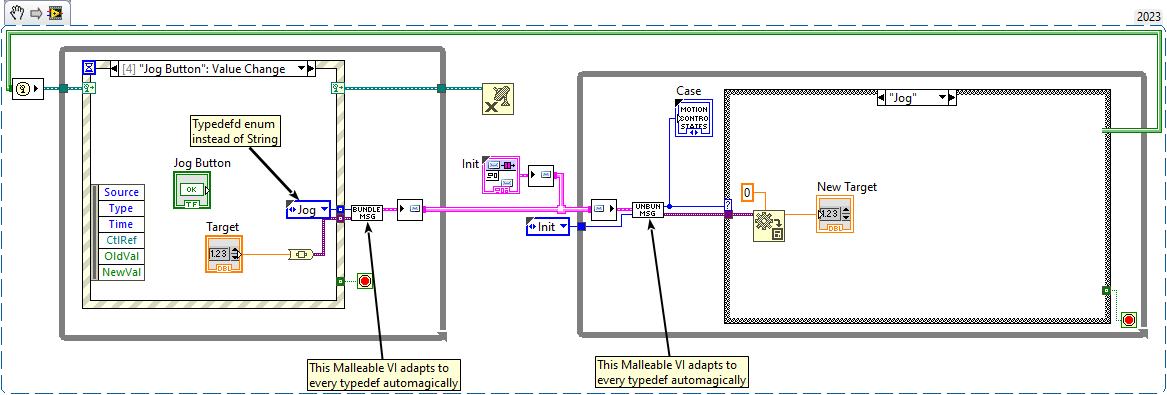 2023
[4] "Jog Button": Value Change
Typedefd enum
instead of String
Jog Button
OK
TF
Source
Type
Time
CtlRef
OldVal
NewVal
Target
1.23
DBL
Jog
BUNDLE
MSG
This Malleable VI adapts to
every typedef automagically
Init
Init
UNBUN
MSG
This Malleable VI adapts to
every typedef automagically
Case
MOTION
CONTRO
STATES
"Jog"
?
0
New Target
1.23
DBL